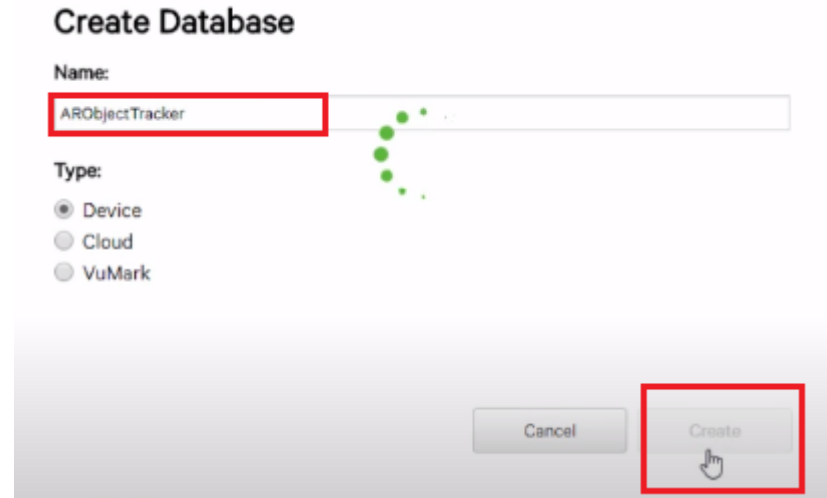 Create Database
Name:
ARObjectTracker
Type:
Device
Cloud
VuMark
Cancel
Create